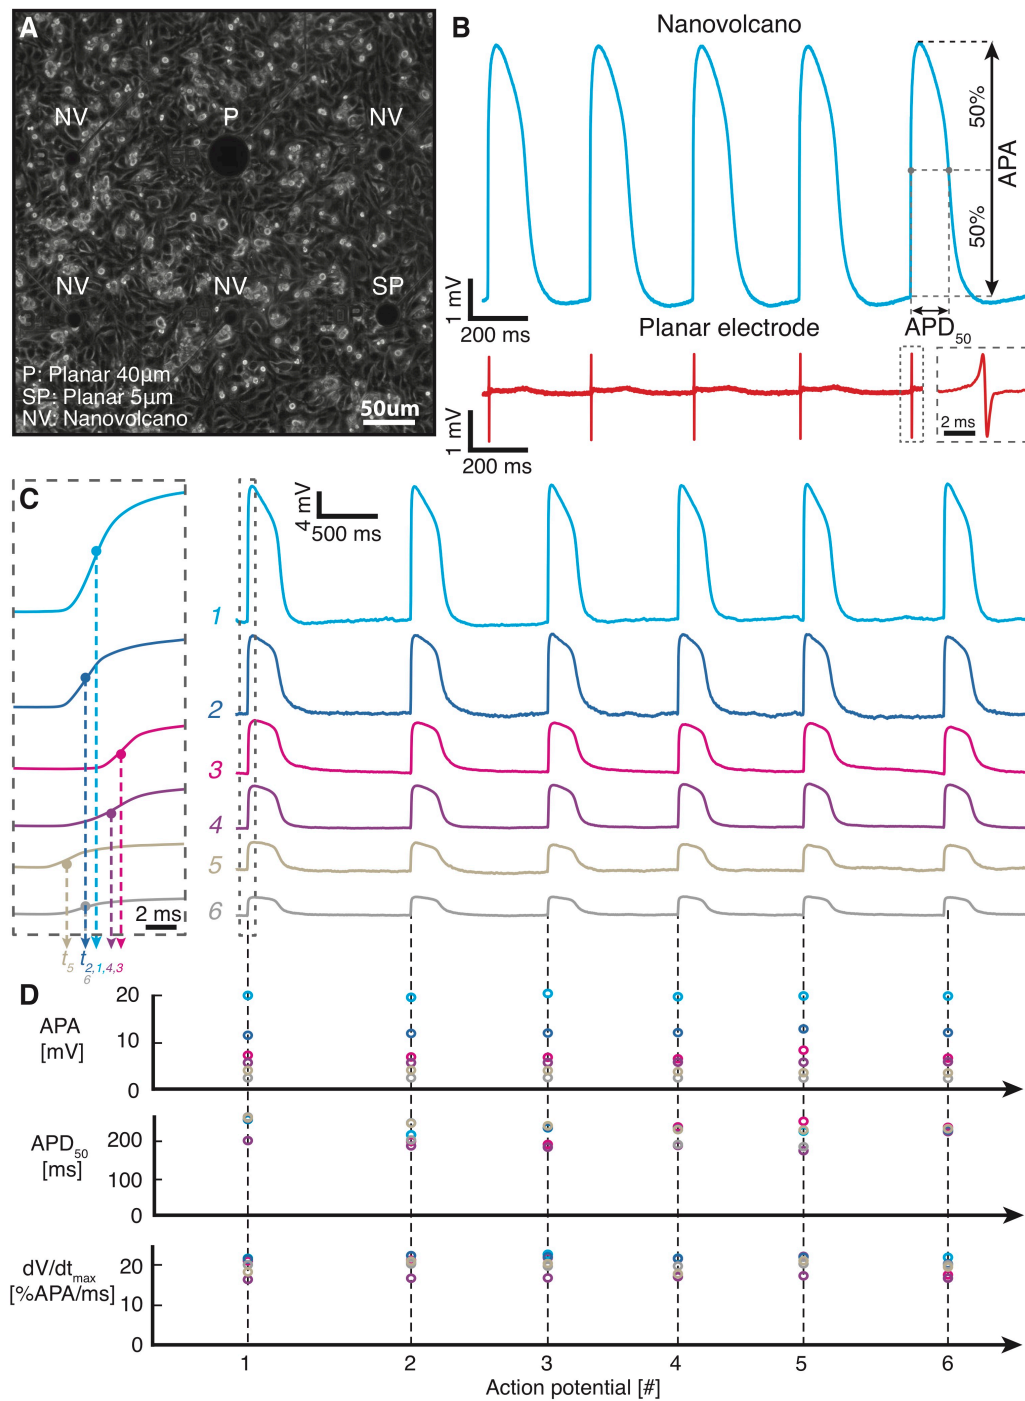 A
NV
P
NV
NV
NV
SP
P: Planar 40µm
SP: Planar 5µm
NV: Nanovolcano
50um
B
Nanovolcano
50%
50%
APA
1 mV
200 ms
APD50
Planar electrode
1 mV
200 ms
2 ms
C
4 mV
500 ms
1
2
3
4
5
6
2 ms
t5
t2,1,4,3
6
D
APA
[mV]
20
10
0
APD50
[ms]
200
100
0
dV/dtmax
[%APA/ms]
20
10
0
1 2 3 4 5 6
Action potential [#]